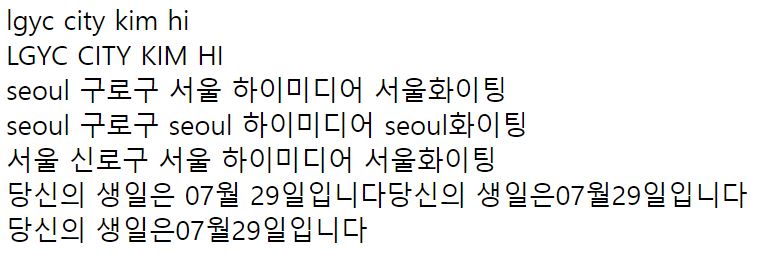 lgyc city kim hi
LGYC CITY KIM HI
seoul 구로구 서울 하이미디어 서울화이팅
seoul 구로구 seoul 하이미디어 seoul화이팅
서울 신로구 서울 하이미디어 서울화이팅
당신의 생일은 07월 29일입니다당신의 생일은07월29일입니다
당신의 생일은07월29일입니다